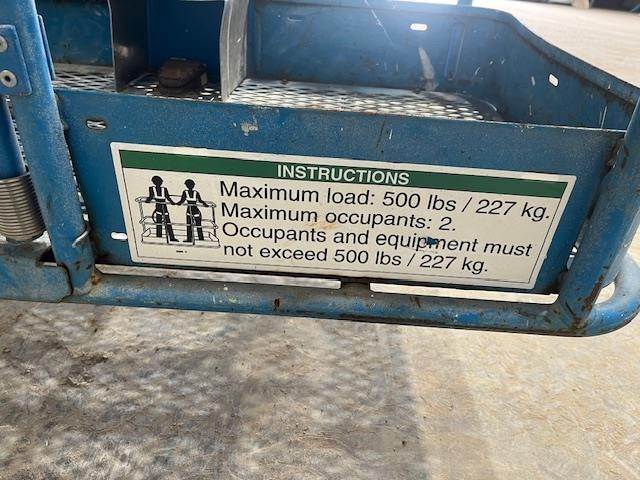 INSTRUCTIONS
Maximum load: 500 lbs / 227 kg.
Maximum occupants: 2.
Occupants and equipment must
not exceed 500 lbs / 227 kg.